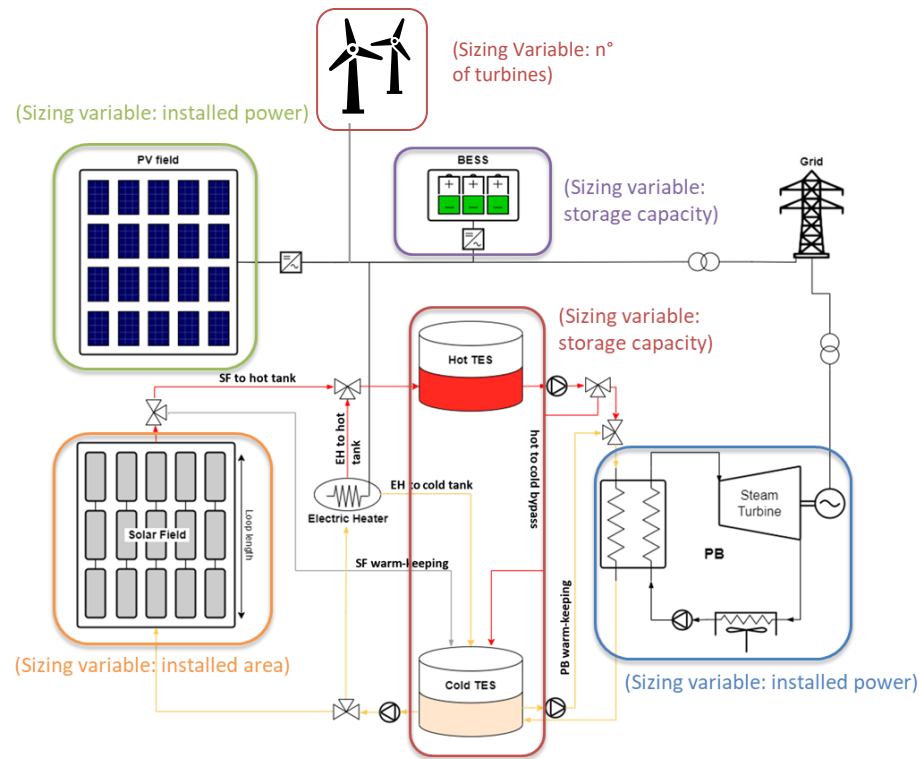 (Sizing Variable: n°
of turbines)
(Sizing variable: installed power)
PV field
BESS
(Sizing variable:
storage capacity)
Grid
(Sizing variable:
storage capacity)
Hot TES
SF to hot tank
EH to hot
tank
hot to cold bypass
EH to cold tank
Electric Heater
Steam
Turbine
PB
Solar Field
Loop length
SF warm-keeping
PB warm-keeping
Cold TES
(Sizing variable: installed area)
(Sizing variable: installed power)